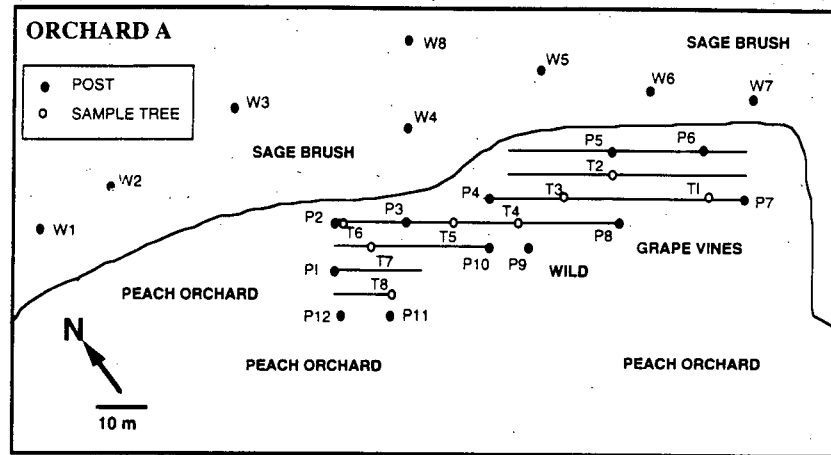 ORCHARD A
POST
SAMPLE TREE
W8
SAGE BRUSH
W5
W6
W7
W3
W4
SAGE BRUSH
P5
P6
T2
W2
P4
T3
T1
P7
W1
P2
P3
T4
P8
T6
T5
GRAPE VINES
P10
P9
WILD
P1
T7
PEACH ORCHARD
T8
P12
P11
N
PEACH ORCHARD
PEACH ORCHARD
10 m